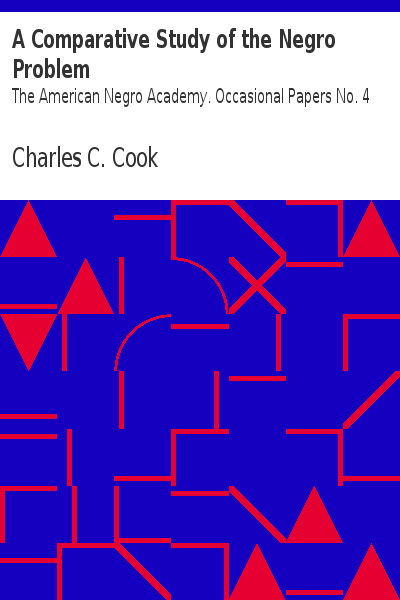 A Comparative Study of the Negro
Problem
The American Negro Academy. Occasional Papers No. 4
Charles C. Cook